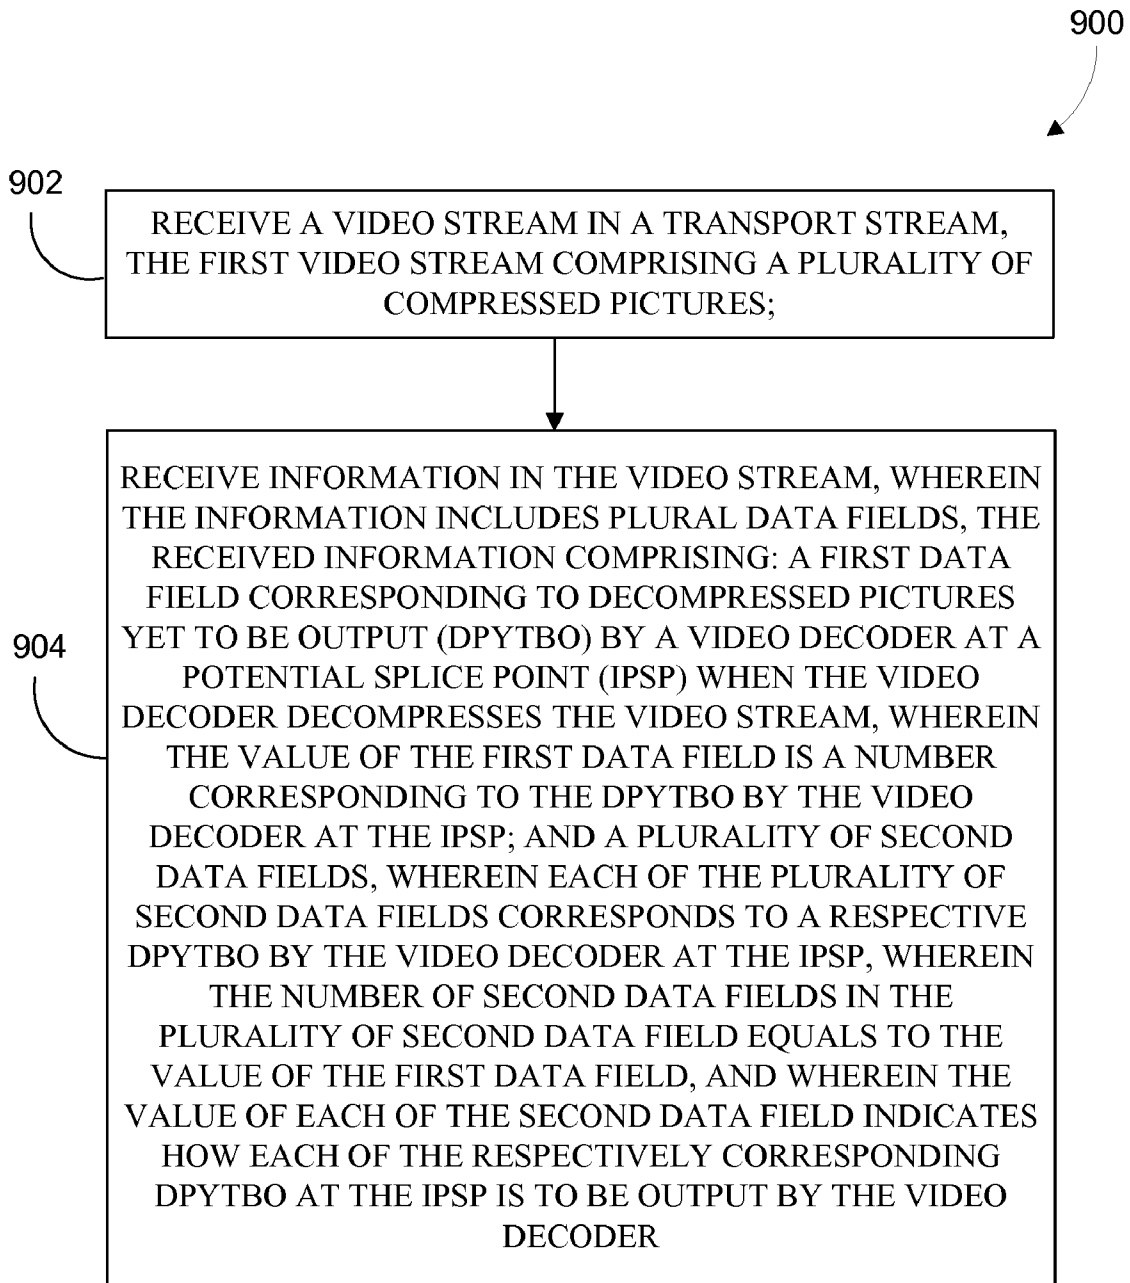 900
902
RECEIVE A VIDEO STREAM IN A TRANSPORT STREAM,
THE FIRST VIDEO STREAM COMPRISING A PLURALITY OF
COMPRESSED PICTURES;
904
RECEIVE INFORMATION IN THE VIDEO STREAM, WHEREIN
THE INFORMATION INCLUDES PLURAL DATA FIELDS, THE
RECEIVED INFORMATION COMPRISING: A FIRST DATA
FIELD CORRESPONDING TO DECOMPRESSED PICTURES
YET TO BE OUTPUT (DPYTBO) BY A VIDEO DECODER AT A
POTENTIAL SPLICE POINT (IPSP) WHEN THE VIDEO
DECODER DECOMPRESSES THE VIDEO STREAM, WHEREIN
THE VALUE OF THE FIRST DATA FIELD IS A NUMBER
CORRESPONDING TO THE DPYTBO BY THE VIDEO
DECODER AT THE IPSP; AND A PLURALITY OF SECOND
DATA FIELDS, WHEREIN EACH OF THE PLURALITY OF
SECOND DATA FIELDS CORRESPONDS TO A RESPECTIVE
DPYTBO BY THE VIDEO DECODER AT THE IPSP, WHEREIN
THE NUMBER OF SECOND DATA FIELDS IN THE
PLURALITY OF SECOND DATA FIELD EQUALS TO THE
VALUE OF THE FIRST DATA FIELD, AND WHEREIN THE
VALUE OF EACH OF THE SECOND DATA FIELD INDICATES
HOW EACH OF THE RESPECTIVELY CORRESPONDING
DPYTBO AT THE IPSP IS TO BE OUTPUT BY THE VIDEO
DECODER